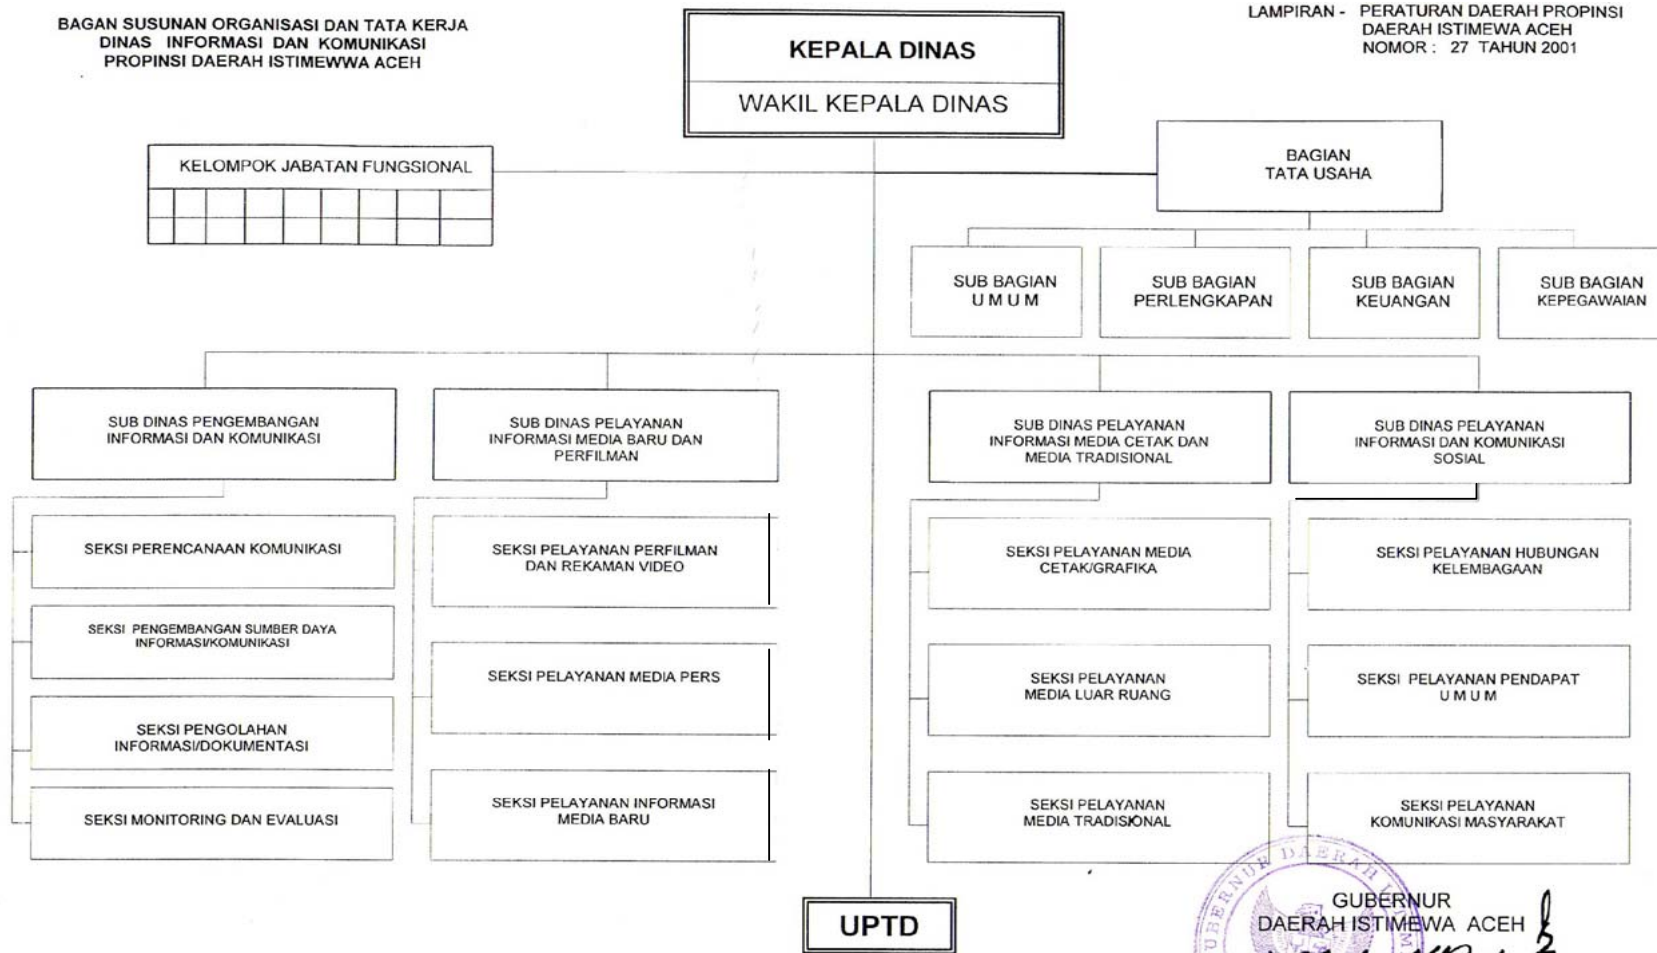 BAGAN SUSUNAN ORGANISASI DAN TATA KERJA
DINAS INFORMASI DAN KOMUNIKASI
PROPINSI DAERAH ISTIMEWWA ACEH
LAMPIRAN - PERATURAN DAERAH PROPINSI
DAERAH ISTIMEWA ACEH
NOMOR : 27 TAHUN 2001
KEPALA DINAS
WAKIL KEPALA DINAS
KELOMPOK JABATAN FUNGSIONAL
BAGIAN
TATA USAHA
SUB BAGIAN
U M U M
SUB BAGIAN
PERLENGKAPAN
SUB BAGIAN
KEUANGAN
SUB BAGIAN
KEPEGAWAIAN
SUB DINAS PENGEMBANGAN
INFORMASI DAN KOMUNIKASI
SUB DINAS PELAYANAN
INFORMASI MEDIA BARU DAN
PERFILMAN
SUB DINAS PELAYANAN
INFORMASI MEDIA CETAK DAN
MEDIA TRADISIONAL
SUB DINAS PELAYANAN
INFORMASI DAN KOMUNIKASI
SOSIAL
SEKSI PERENCANAAN KOMUNIKASI
SEKSI PENGEMBANGAN SUMBER DAYA
INFORMASI/KOMUNIKASI
SEKSI PENGOLAHAN
INFORMASI/DOKUMENTASI
SEKSI MONITORING DAN EVALUASI
SEKSI PELAYANAN PERFILMAN
DAN REKAMAN VIDEO
SEKSI PELAYANAN MEDIA PERS
SEKSI PELAYANAN INFORMASI
MEDIA BARU
SEKSI PELAYANAN MEDIA
CETAK/GRAFIKA
SEKSI PELAYANAN
MEDIA LUAR RUANG
SEKSI PELAYANAN
MEDIA TRADISIONAL
SEKSI PELAYANAN HUBUNGAN
KELEMBAGAAN
SEKSI PELAYANAN PENDAPAT
U M U M
SEKSI PELAYANAN
KOMUNIKASI MASYARAKAT
UPTD
GUBERNUR DAERAH ISTIM
GUBERNUR
DAERAH ISTIMEWA ACEH